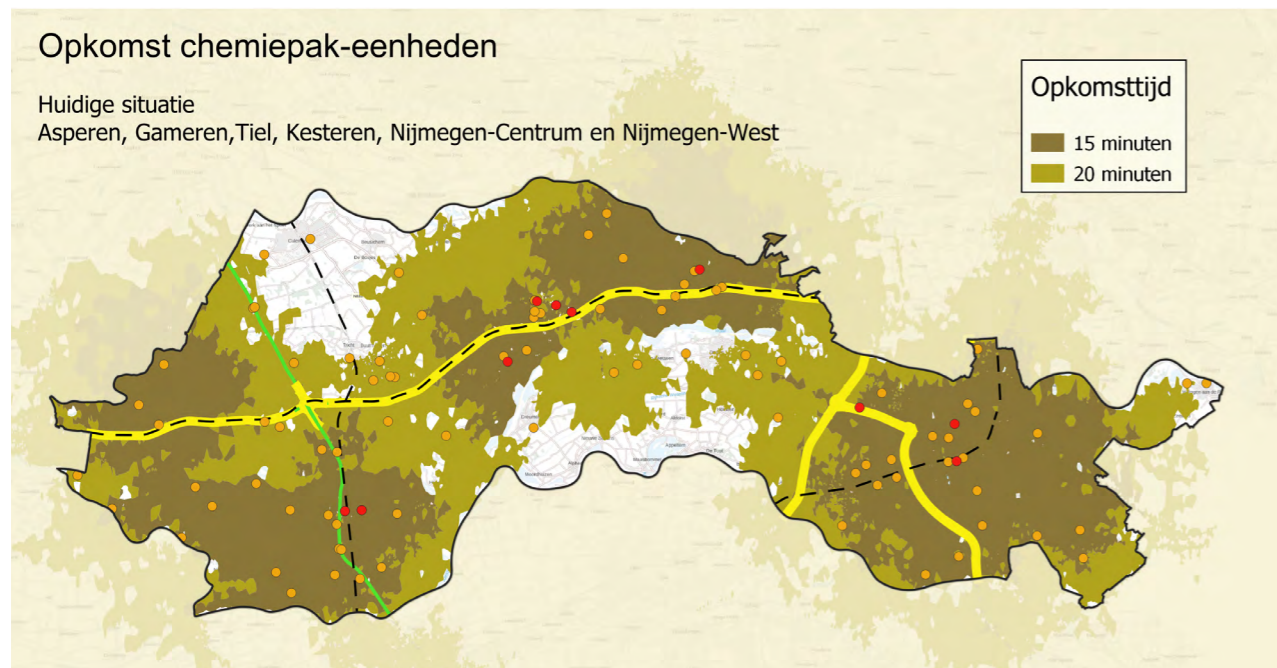 Opkomst chemiepak-eenheden
Huidige situatie
Asperen, Gameren,Tiel, Kesteren, Nijmegen-Centrum en Nijmegen-West
Opkomsttijd
15 minuten
20 minuten